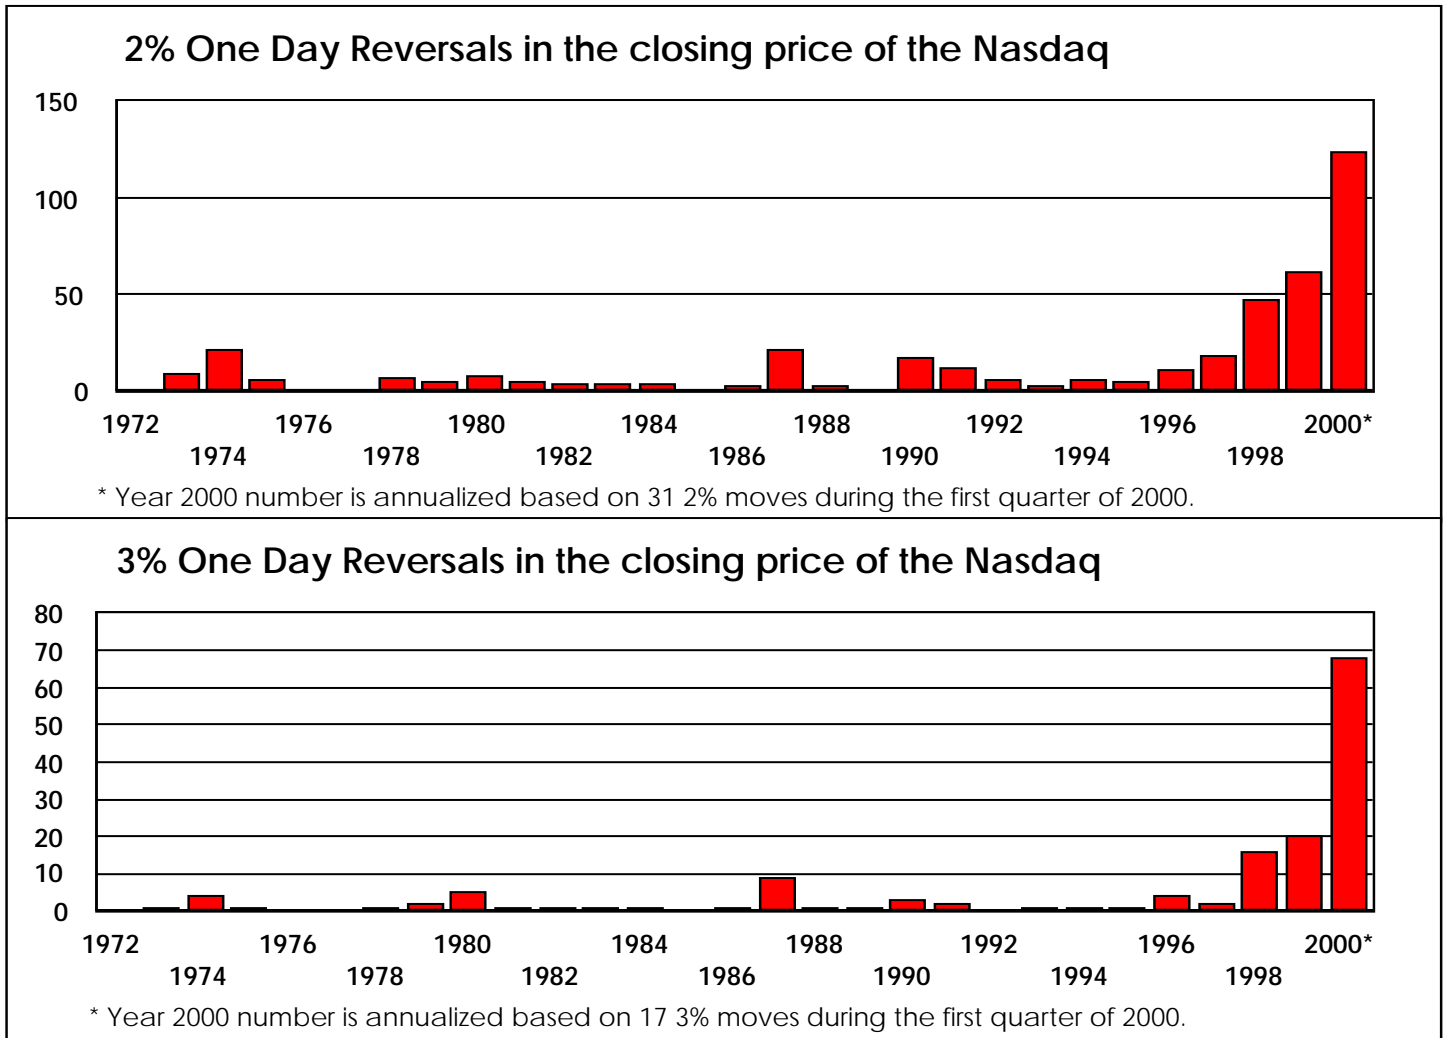 2% One Day Reversals in the closing price of the Nasdaq
150
100
50
0
1972 1976 1980 1984 1988 1992 1996 2000*
1974 1978 1982 1986 1990 1994 1998
* Year 2000 number is annualized based on 31 2% moves during the first quarter of 2000.
3% One Day Reversals in the closing price of the Nasdaq
80
70
60
50
40
30
20
10
0
1972 1976 1980 1984 1988 1992 1996 2000*
1974 1978 1982 1986 1990 1994 1998
* Year 2000 number is annualized based on 17 3% moves during the first quarter of 2000.